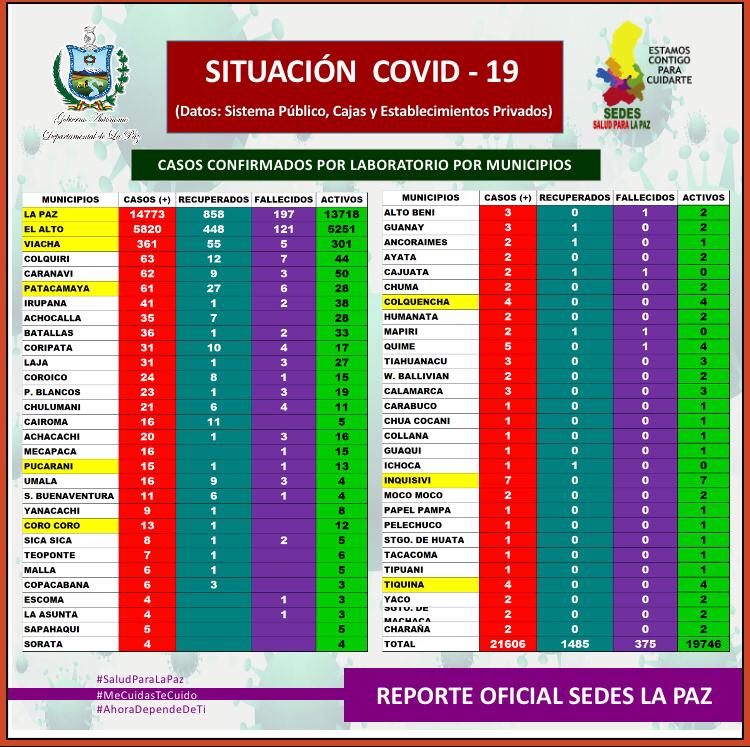 Gobierno Autónomo
Departamental de La Paz
SITUACIÓN COVID - 19
(Datos: Sistema Público, Cajas y Establecimientos Privados)
ESTAMOS
CONTIGO
PARA
CUIDARTE
SEDES
SALUD PARA LA PAZ
CASOS CONFIRMADOS POR LABORATORIO POR MUNICIPIOS
MUNICIPIOS CASOS (+) RECUPERADOS FALLECIDOS ACTIVOS
LA PAZ 14773 858 197 13718
EL ALTO 5820 448 121 5251
VIACHA 361 55 5 301
COLQUIRI 63 12 7 44
CARANAVI 62 9 3 50
PATACAMAYA 61 27 6 28
IRUPANA 41 1 2 38
ACHOCALLA 35 7 28
BATALLAS 36 1 2 33
CORIPATA 31 10 4 17
LAJA 31 1 3 27
COROICO 24 8 1 15
P. BLANCOS 23 1 3 19
CHULUMANI 21 6 4 11
CAIROMA 16 11 5
ACHACACHI 20 1 3 16
MECAPACA 16 1 15
PUCARANI 15 1 1 13
UMALA 16 9 3 4
S. BUENAVENTURA 11 6 1 4
YANACACHI 9 1 8
CORO CORO 13 1 12
SICA SICA 8 1 2 5
TEOPONTE 7 1 6
MALLA 6 1 5
COPACABANA 6 3 3
ESCOMA 4 1 3
LA ASUNTA 4 1 3
SAPAHAQUI 5 5
SORATA 4 4
MUNICIPIOS CASOS (+) RECUPERADOS FALLECIDOS ACTIVOS
ALTO BENI 3 0 1 2
GUANAY 3 1 0 2
ANCORAIMES 2 1 0 1
AYATA 2 0 0 2
CAJUATA 2 1 1 0
CHUMA 2 0 0 2
COLQUENCHA 4 0 0 4
HUMANATA 2 0 0 2
MAPIRI 2 1 1 0
QUIME 5 0 1 4
TIAHUANACU 3 0 0 3
W. BALLIVIAN 2 0 0 2
CALAMARCA 3 0 0 3
CARABUCO 1 0 0 1
CHUA COCANI 1 0 0 1
COLLANA 1 0 0 1
GUAQUI 1 0 0 1
ICHOCA 1 1 0 0
INQUISIVI 7 0 0 7
MOCO MOCO 2 0 0 2
PAPEL PAMPA 1 0 0 1
PELECHUCO 1 0 0 1
STGO. DE HUATA 1 0 0 1
TACACOMA 1 0 0 1
TIPUANI 1 0 0 1
TIQUINA 4 0 0 4
YACO 2 0 0 2
SGTO. DE MACHACA 2 0 0 2
CHARAÑA 2 0 0 2
TOTAL 21606 1485 375 19746
#SaludParaLaPaz
#MeCuidasTeCuido
#AhoraDependeDeTi
REPORTE OFICIAL SEDES LA PAZ